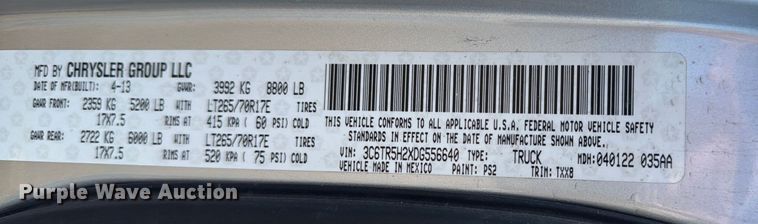 MFD BY CHRYSLER GROUP LLC
DATE OF MFR(BUILT): 4-13 GVWR: 3992 KG 8800 LB
GAWR FRONT: 2359 KG 5200 LB WITH LT265/70R17E TIRES
17X7.5 RIMS AT 415 KPA( 60 PSI) COLD
GAWR REAR: 2722 KG 6000 LB WITH LT265/70R17E TIRES
17X7.5 RIMS AT 520 KPA ( 75 PSI) COLD
THIS VEHICLE CONFORMS TO ALL APPLICABLE U.S.A. FEDERAL MOTOR VEHICLE SAFETY
STANDARDS IN EFFECT ON THE DATE OF MANUFACTURE SHOWN ABOVE
VIN: 3C6TR5H2XDG556640 TYPE: TRUCK MDH: 040122 035AA
VEHICLE MADE IN MEXICO PAINT: PS2 TRIM: TXX8
Purple Wave Auction